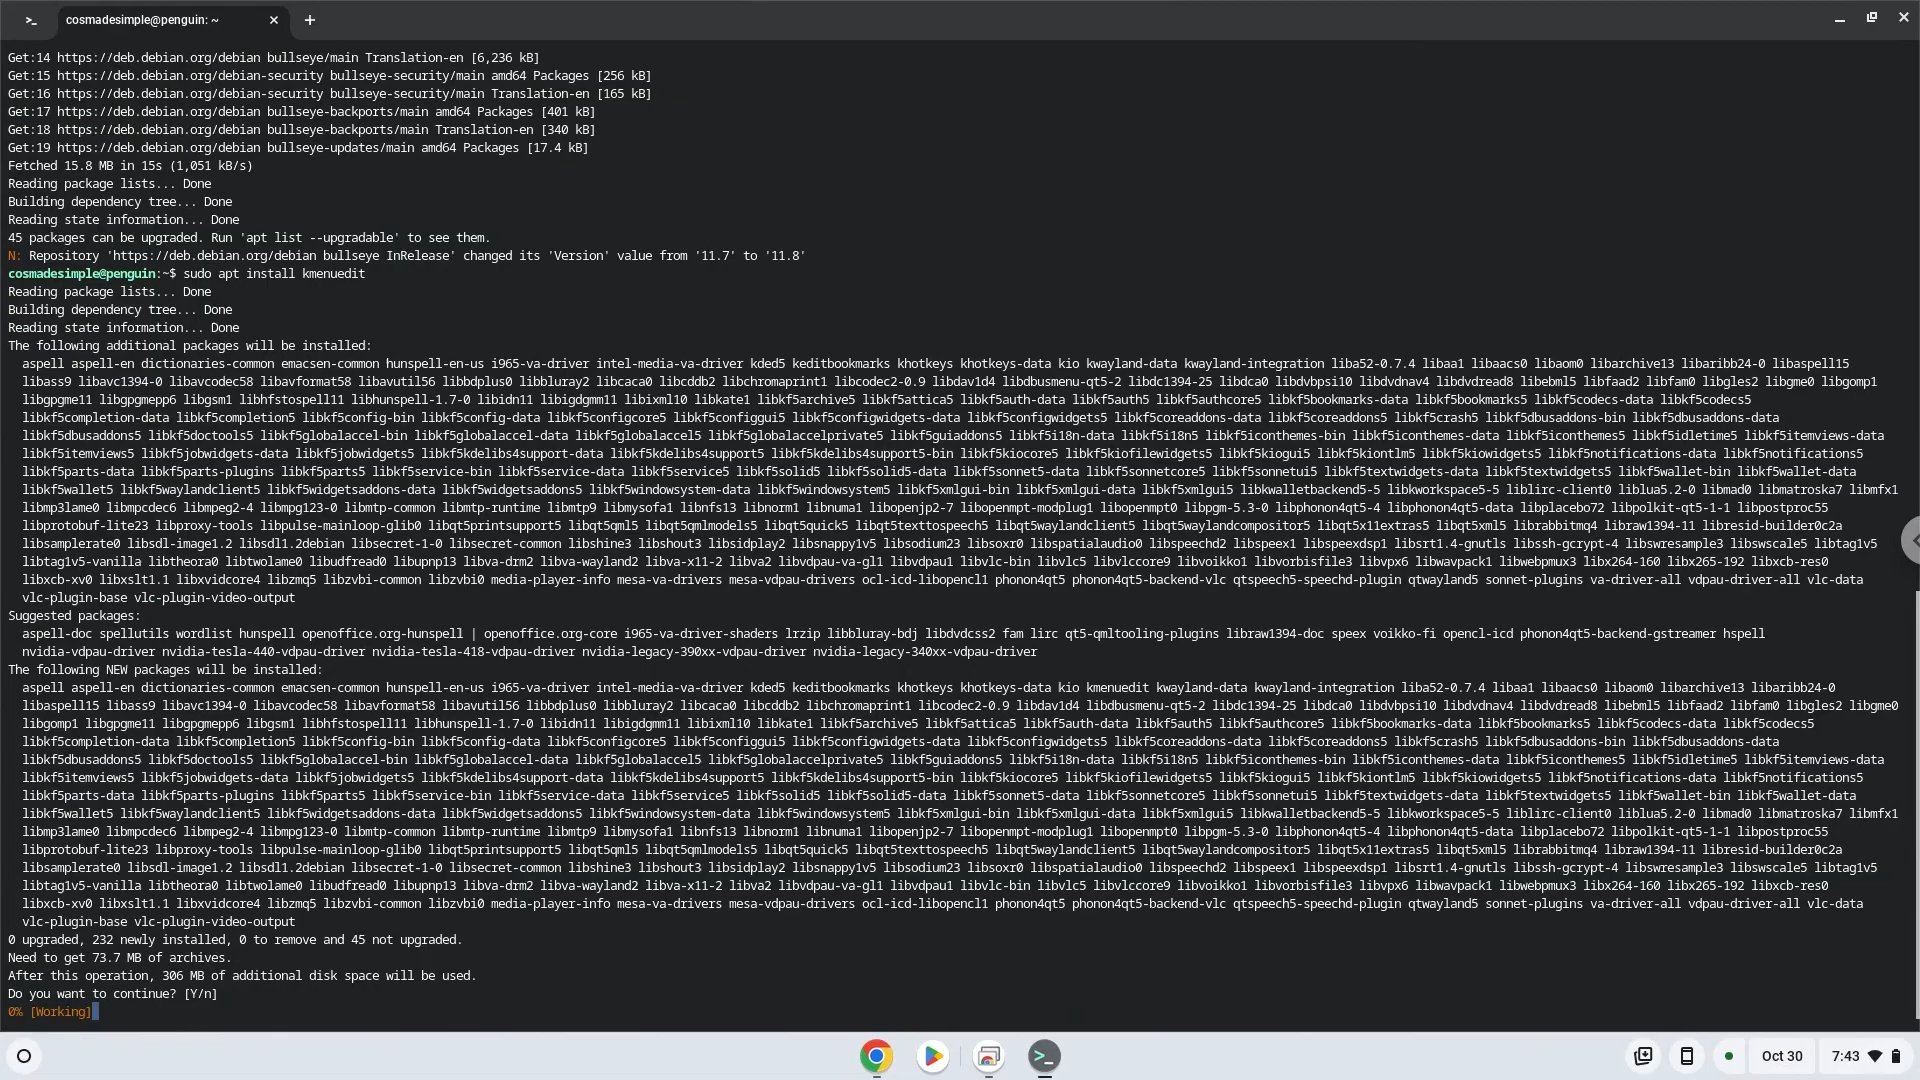 cosmadesimple@penguin: ~
Get:14 https://deb.debian.org/debian bullseye/main Translation-en [6,236 kB]
Get:15 https://deb.debian.org/debian-security bullseye-security/main amd64 Packages [256 kB]
Get:16 https://deb.debian.org/debian-security bullseye-security/main Translation-en [165 kB]
Get:17 https://deb.debian.org/debian bullseye-backports/main amd64 Packages [401 kB]
Get:18 https://deb.debian.org/debian bullseye-backports/main Translation-en [340 kB]
Get:19 https://deb.debian.org/debian bullseye-updates/main amd64 Packages [17.4 kB]
Fetched 15.8 MB in 15s (1,051 kB/s)
Reading package lists... Done
Building dependency tree... Done
Reading state information... Done
45 packages can be upgraded. Run 'apt list --upgradable' to see them.
N: Repository 'https://deb.debian.org/debian bullseye InRelease' changed its 'Version' value from '11.7' to '11.8'
cosmadesimple@penguin:~$ sudo apt install kmenuedit
Reading package lists... Done
Building dependency tree... Done
Reading state information... Done
The following additional packages will be installed:
aspell aspell-en dictionaries-common emacsen-common hunspell-en-us i965-va-driver intel-media-va-driver kded5 keditbookmarks khotkeys khotkeys-data kio kwayland-data kwayland-integration liba52-0.7.4 libaa1 libaacs0 libaom0 libarchive13 libaribb24-0 libaspell15
libass9 libavc1394-0 libavcodec58 libavformat58 libavutil56 libbdplus0 libbluray2 libcaca0 libcddb2 libchromaprint1 libcodec2-0.9 libdav1d4 libdbusmenu-qt5-2 libdc1394-25 libdca0 libdvbpsi10 libdvdnav4 libdvdread8 libebml5 libfaad2 libfam0 libgles2 libgme0 libgomp1
libgpgme11 libgpgmepp6 libgsm1 libhfstospell11 libhunspell-1.7-0 libidn11 libigdgmm11 libixml10 libkate1 libkf5archive5 libkf5attica5 libkf5auth-data libkf5auth5 libkf5authcore5 libkf5bookmarks-data libkf5bookmarks5 libkf5codecs-data libkf5codecs5
libkf5completion-data libkf5completion5 libkf5config-bin libkf5config-data libkf5configcore5 libkf5configgui5 libkf5configwidgets-data libkf5configwidgets5 libkf5coreaddons-data libkf5coreaddons5 libkf5crash5 libkf5dbusaddons-bin libkf5dbusaddons-data
libkf5dbusaddons5 libkf5doctools5 libkf5globalaccel-bin libkf5globalaccel-data libkf5globalaccel5 libkf5globalaccelprivate5 libkf5guiaddons5 libkf5i18n-data libkf5i18n5 libkf5iconthemes-bin libkf5iconthemes-data libkf5iconthemes5 libkf5idletime5 libkf5itemviews-data
libkf5itemviews5 libkf5jobwidgets-data libkf5jobwidgets5 libkf5kdelibs4support-data libkf5kdelibs4support5 libkf5kdelibs4support5-bin libkf5kiocore5 libkf5kiofilewidgets5 libkf5kiogui5 libkf5kiontlm5 libkf5kiowidgets5 libkf5notifications-data libkf5notifications5
libkf5parts-data libkf5parts-plugins libkf5parts5 libkf5service-bin libkf5service-data libkf5service5 libkf5solid5 libkf5solid5-data libkf5sonnet5-data libkf5sonnetcore5 libkf5sonnetui5 libkf5textwidgets-data libkf5textwidgets5 libkf5wallet-bin libkf5wallet-data
libkf5wallet5 libkf5waylandclient5 libkf5widgetsaddons-data libkf5widgetsaddons5 libkf5windowsystem-data libkf5windowsystem5 libkf5xmlgui-bin libkf5xmlgui-data libkf5xmlgui5 libkwalletbackend5-5 libkworkspace5-5 liblirc-client0 liblua5.2-0 libmad0 libmatroska7 libmfx1
libmp3lame0 libmpcdec6 libmpeg2-4 libmpg123-0 libmtp-common libmtp-runtime libmtp9 libmysofa1 libnfs13 libnorm1 libnuma1 libopenjp2-7 libopenmpt-modplug1 libopenmpt0 libpgm-5.3-0 libphonon4qt5-4 libphonon4qt5-data libplacebo72 libpolkit-qt5-1-1 libpostproc55
libprotobuf-lite23 libproxy-tools libpulse-mainloop-glib0 libqt5printsupport5 libqt5qml5 libqt5qmlmodels5 libqt5quick5 libqt5texttospeech5 libqt5waylandclient5 libqt5waylandcompositor5 libqt5x11extras5 libqt5xml5 librabbitmq4 libraw1394-11 libresid-builder0c2a
libsamplerate0 libsdl-image1.2 libsdl1.2debian libsecret-1-0 libsecret-common libshine3 libshout3 libsidplay2 libsnappy1v5 libsodium23 libsoxr0 libspatialaudio0 libspeechd2 libspeex1 libspeexdsp1 libsrt1.4-gnutls libssh-gcrypt-4 libswresample3 libswscale5 libtag1v5
libtag1v5-vanilla libtheora0 libtwolame0 libudfread0 libupnp13 libva-drm2 libva-wayland2 libva-x11-2 libva2 libvdpau-va-gl1 libvdpau1 libvlc-bin libvlc5 libvlccore9 libvoikko1 libvorbisfile3 libvpx6 libwavpack1 libwebpmux3 libx264-160 libx265-192 libxcb-res0
libxcb-xv0 libxslt1.1 libxvidcore4 libzmq5 libzvbi-common libzvbi0 media-player-info mesa-va-drivers mesa-vdpau-drivers ocl-icd-libopencl1 phonon4qt5 phonon4qt5-backend-vlc qtspeech5-speechd-plugin qtwayland5 sonnet-plugins va-driver-all vdpau-driver-all vlc-data
vlc-plugin-base vlc-plugin-video-output
Suggested packages:
aspell-doc spellutils wordlist hunspell openoffice.org-hunspell | openoffice.org-core i965-va-driver-shaders lrzip libbluray-bdj libdvdcss2 fam lirc qt5-qmltooling-plugins libraw1394-doc speex voikko-fi opencl-icd phonon4qt5-backend-gstreamer hspell
nvidia-vdpau-driver nvidia-tesla-440-vdpau-driver nvidia-tesla-418-vdpau-driver nvidia-legacy-390xx-vdpau-driver nvidia-legacy-340xx-vdpau-driver
The following NEW packages will be installed:
aspell aspell-en dictionaries-common emacsen-common hunspell-en-us i965-va-driver intel-media-va-driver kded5 keditbookmarks khotkeys khotkeys-data kio kmenuedit kwayland-data kwayland-integration liba52-0.7.4 libaa1 libaacs0 libaom0 libarchive13 libaribb24-0
libaspell15 libass9 libavc1394-0 libavcodec58 libavformat58 libavutil56 libbdplus0 libbluray2 libcaca0 libcddb2 libchromaprint1 libcodec2-0.9 libdav1d4 libdbusmenu-qt5-2 libdc1394-25 libdca0 libdvbpsi10 libdvdnav4 libdvdread8 libebml5 libfaad2 libfam0 libgles2 libgme0
libgomp1 libgpgme11 libgpgmepp6 libgsm1 libhfstospell11 libhunspell-1.7-0 libidn11 libigdgmm11 libixml10 libkate1 libkf5archive5 libkf5attica5 libkf5auth-data libkf5auth5 libkf5authcore5 libkf5bookmarks-data libkf5bookmarks5 libkf5codecs-data libkf5codecs5
libkf5completion-data libkf5completion5 libkf5config-bin libkf5config-data libkf5configcore5 libkf5configgui5 libkf5configwidgets-data libkf5configwidgets5 libkf5coreaddons-data libkf5coreaddons5 libkf5crash5 libkf5dbusaddons-bin libkf5dbusaddons-data
libkf5dbusaddons5 libkf5doctools5 libkf5globalaccel-bin libkf5globalaccel-data libkf5globalaccel5 libkf5globalaccelprivate5 libkf5guiaddons5 libkf5i18n-data libkf5i18n5 libkf5iconthemes-bin libkf5iconthemes-data libkf5iconthemes5 libkf5idletime5 libkf5itemviews-data
libkf5itemviews5 libkf5jobwidgets-data libkf5jobwidgets5 libkf5kdelibs4support-data libkf5kdelibs4support5 libkf5kdelibs4support5-bin libkf5kiocore5 libkf5kiofilewidgets5 libkf5kiogui5 libkf5kiontlm5 libkf5kiowidgets5 libkf5notifications-data libkf5notifications5
libkf5parts-data libkf5parts-plugins libkf5parts5 libkf5service-bin libkf5service-data libkf5service5 libkf5solid5 libkf5solid5-data libkf5sonnet5-data libkf5sonnetcore5 libkf5sonnetui5 libkf5textwidgets-data libkf5textwidgets5 libkf5wallet-bin libkf5wallet-data
libkf5wallet5 libkf5waylandclient5 libkf5widgetsaddons-data libkf5widgetsaddons5 libkf5windowsystem-data libkf5windowsystem5 libkf5xmlgui-bin libkf5xmlgui-data libkf5xmlgui5 libkwalletbackend5-5 libkworkspace5-5 liblirc-client0 liblua5.2-0 libmad0 libmatroska7 libmfx1
libmp3lame0 libmpcdec6 libmpeg2-4 libmpg123-0 libmtp-common libmtp-runtime libmtp9 libmysofa1 libnfs13 libnorm1 libnuma1 libopenjp2-7 libopenmpt-modplug1 libopenmpt0 libpgm-5.3-0 libphonon4qt5-4 libphonon4qt5-data libplacebo72 libpolkit-qt5-1-1 libpostproc55
libprotobuf-lite23 libproxy-tools libpulse-mainloop-glib0 libqt5printsupport5 libqt5qml5 libqt5qmlmodels5 libqt5quick5 libqt5texttospeech5 libqt5waylandclient5 libqt5waylandcompositor5 libqt5x11extras5 libqt5xml5 librabbitmq4 libraw1394-11 libresid-builder0c2a
libsamplerate0 libsdl-image1.2 libsdl1.2debian libsecret-1-0 libsecret-common libshine3 libshout3 libsidplay2 libsnappy1v5 libsodium23 libsoxr0 libspatialaudio0 libspeechd2 libspeex1 libspeexdsp1 libsrt1.4-gnutls libssh-gcrypt-4 libswresample3 libswscale5 libtag1v5
libtag1v5-vanilla libtheora0 libtwolame0 libudfread0 libupnp13 libva-drm2 libva-wayland2 libva-x11-2 libva2 libvdpau-va-gl1 libvdpau1 libvlc-bin libvlc5 libvlccore9 libvoikko1 libvorbisfile3 libvpx6 libwavpack1 libwebpmux3 libx264-160 libx265-192 libxcb-res0
libxcb-xv0 libxslt1.1 libxvidcore4 libzmq5 libzvbi-common libzvbi0 media-player-info mesa-va-drivers mesa-vdpau-drivers ocl-icd-libopencl1 phonon4qt5 phonon4qt5-backend-vlc qtspeech5-speechd-plugin qtwayland5 sonnet-plugins va-driver-all vdpau-driver-all vlc-data
vlc-plugin-base vlc-plugin-video-output
0 upgraded, 232 newly installed, 0 to remove and 45 not upgraded.
Need to get 73.7 MB of archives.
After this operation, 306 MB of additional disk space will be used.
Do you want to continue? [Y/n]
0% [Working]
Oct 30
7:43